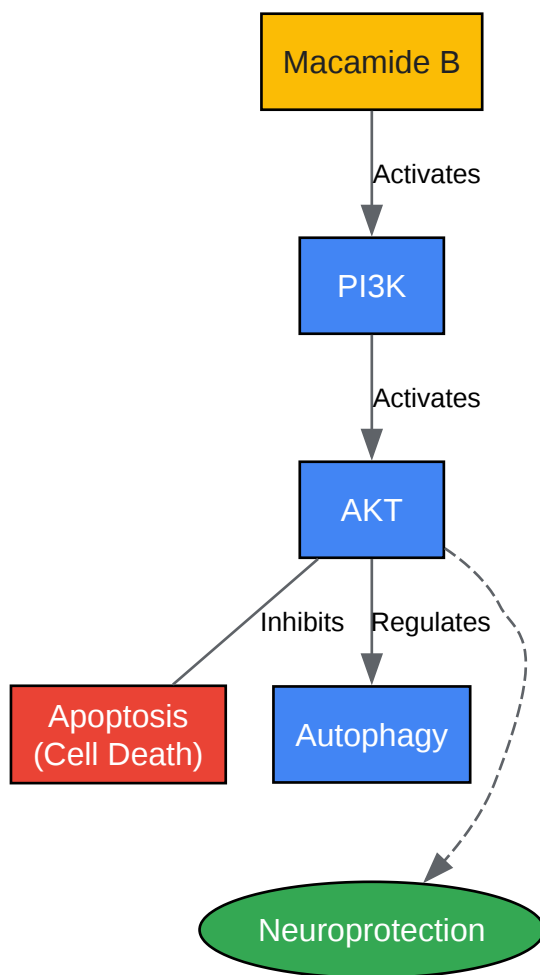 Macamide B
Activates
PI3K
Activates
AKT
Inhibits
Regulates
Apoptosis
(Cell Death)
Autophagy
Neuroprotection